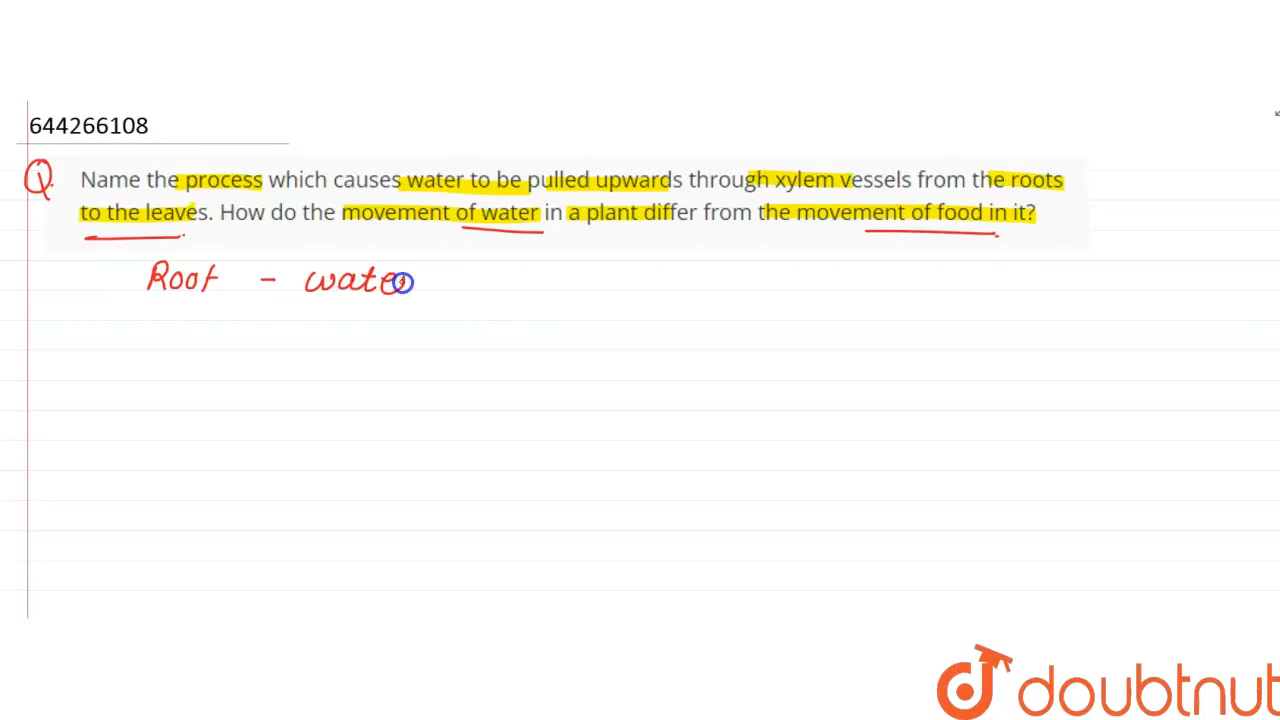 644266108
Q. Name the process which causes water to be pulled upwards through xylem vessels from the roots
to the leaves. How do the movement of water in a plant differ from the movement of food in it?
Root - water
doubtnut